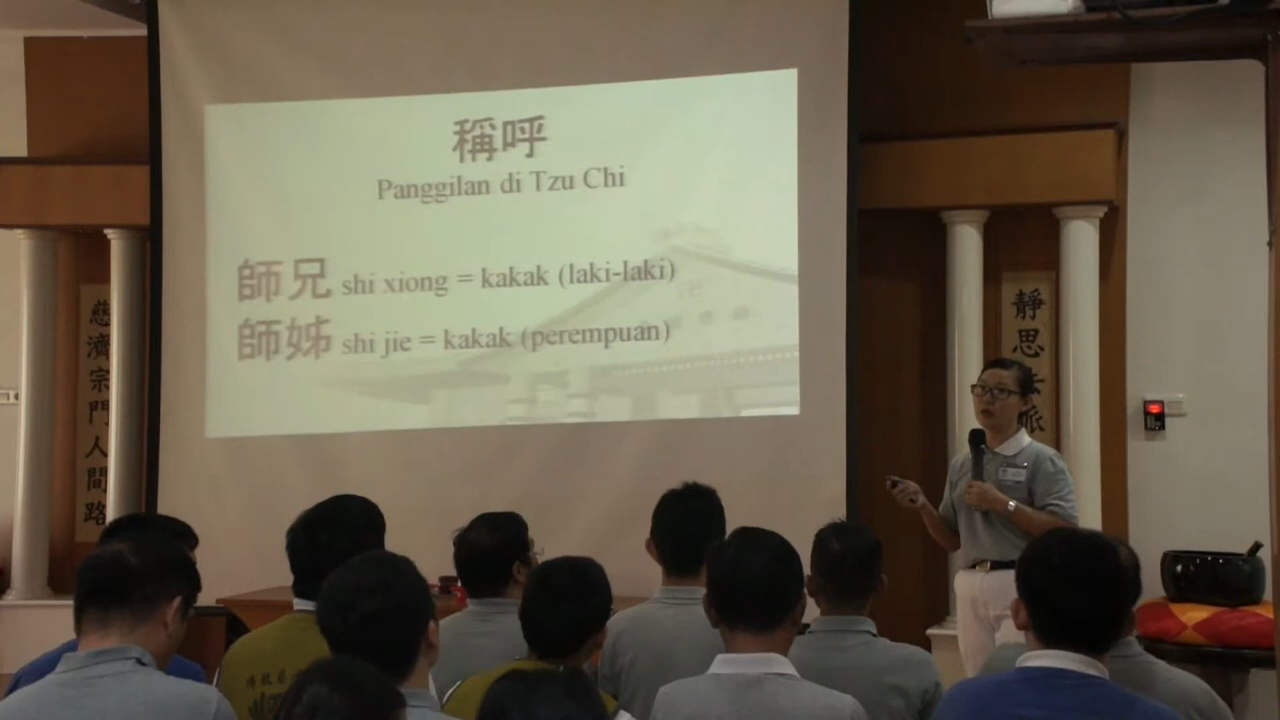 稱呼
Panggilan di Tzu Chi
師兄 shi xiong = kakak (laki-laki)
師姊 shi jie = kakak (perempuan)
慈濟宗門人間路
靜思法脈